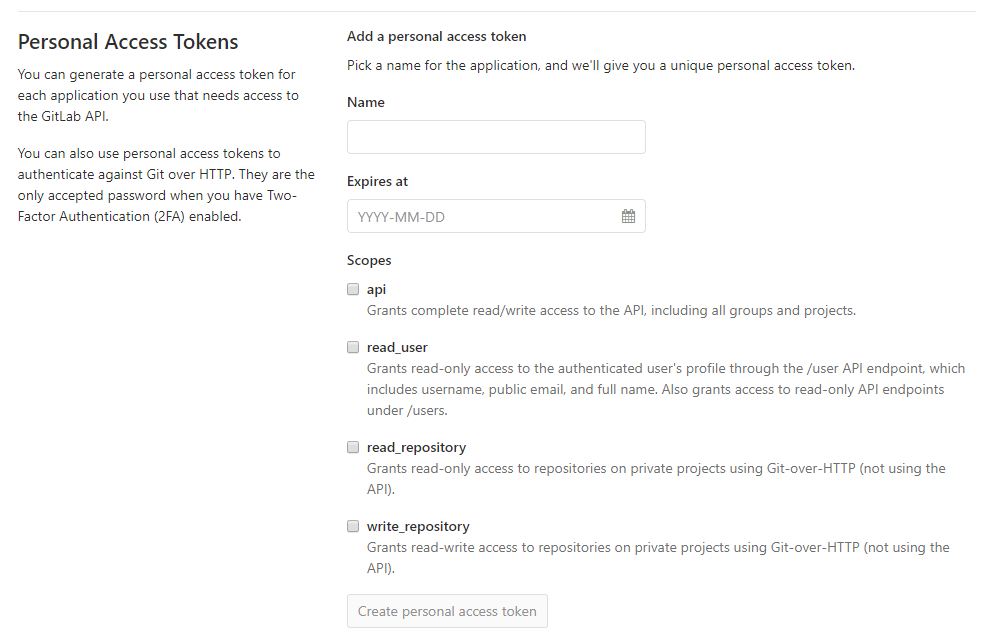 Personal Access Tokens
You can generate a personal access token for
each application you use that needs access to
the GitLab API.
You can also use personal access tokens to
authenticate against Git over HTTP. They are the
only accepted password when you have Two-
Factor Authentication (2FA) enabled.
Add a personal access token
Pick a name for the application, and we'll give you a unique personal access token.
Name
Expires at
YYYY-MM-DD
Scopes
api
Grants complete read/write access to the API, including all groups and projects.
read_user
Grants read-only access to the authenticated user's profile through the /user API endpoint, which
includes username, public email, and full name. Also grants access to read-only API endpoints
under /users.
read_repository
Grants read-only access to repositories on private projects using Git-over-HTTP (not using the
API).
write_repository
Grants read-write access to repositories on private projects using Git-over-HTTP (not using the
API).
Create personal access token